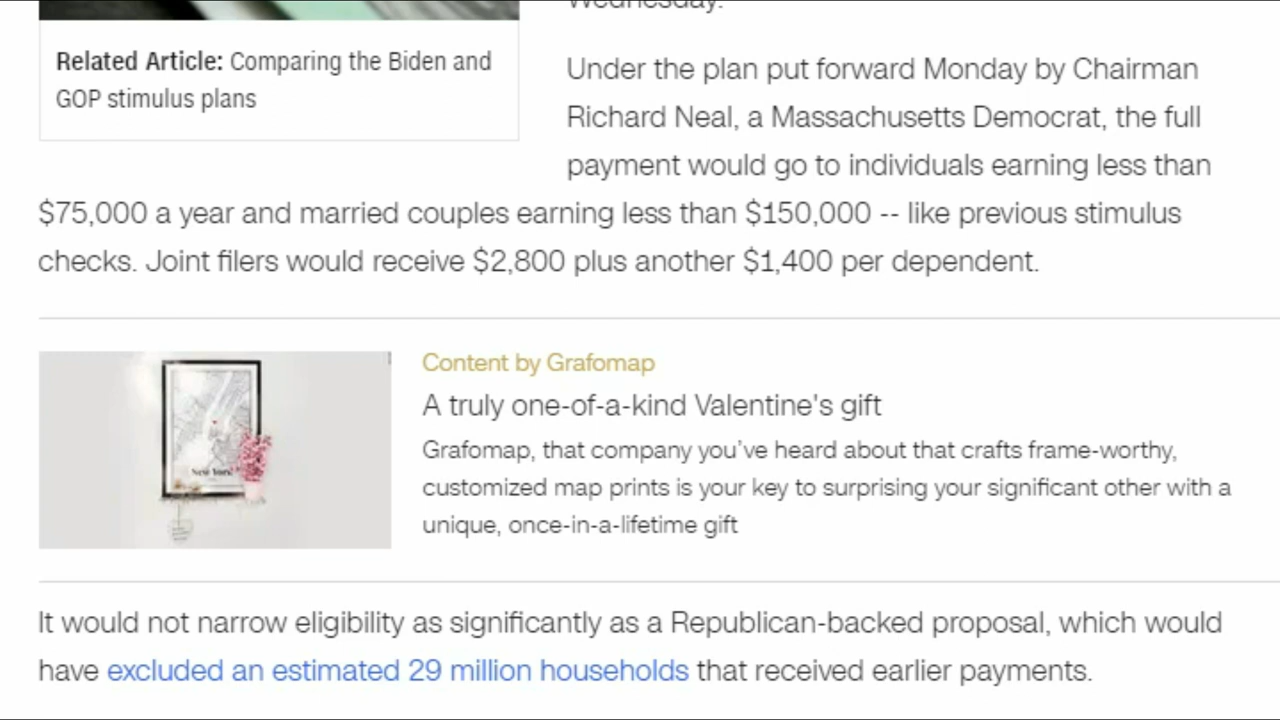 Wednesday.
Related Article: Comparing the Biden and
GOP stimulus plans
Under the plan put forward Monday by Chairman
Richard Neal, a Massachusetts Democrat, the full
payment would go to individuals earning less than
$75,000 a year and married couples earning less than $150,000 -- like previous stimulus
checks. Joint filers would receive $2,800 plus another $1,400 per dependent.
Content by Grafomap
A truly one-of-a-kind Valentine's gift
Grafomap, that company you've heard about that crafts frame-worthy,
customized map prints is your key to surprising your significant other with a
unique, once-in-a-lifetime gift
New York
It would not narrow eligibility as significantly as a Republican-backed proposal, which would
have excluded an estimated 29 million households that received earlier payments.